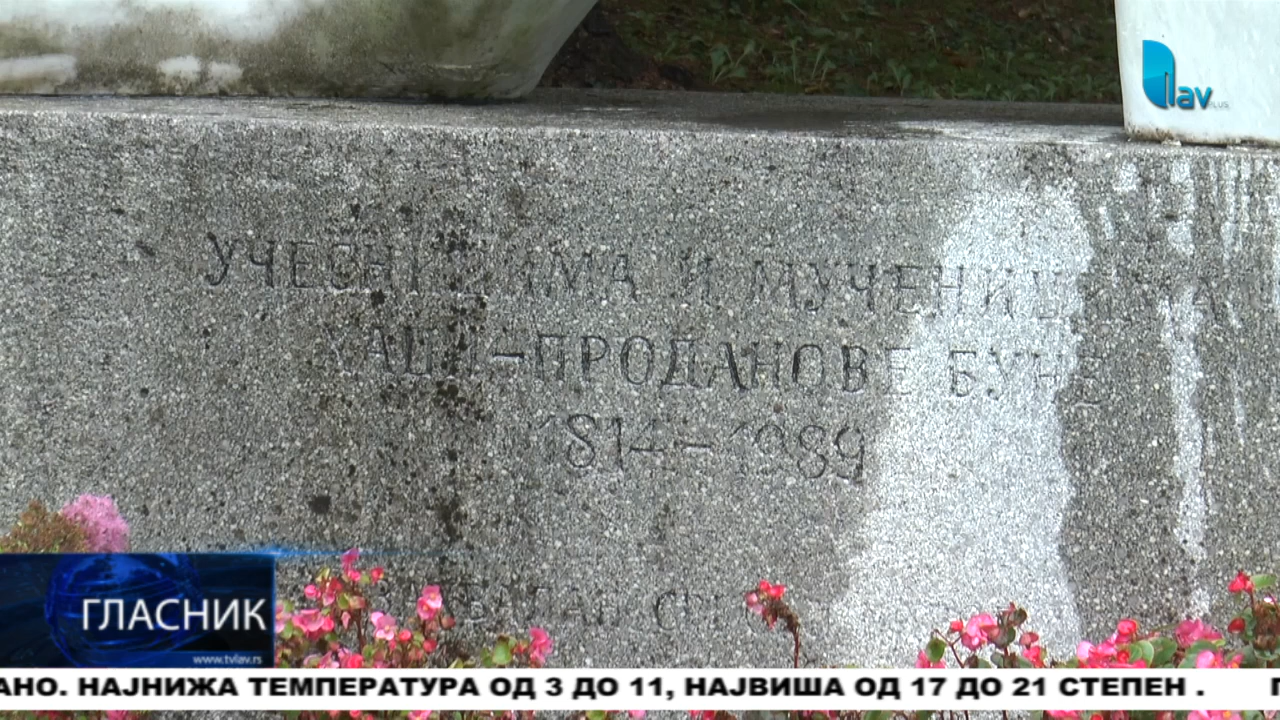 lav PLUS
УЧЕСНИЦИМА И МУЧЕНИЦИМА
ХАЏИ-ПРОДАНОВЕ БУНЕ
1814-1989
ГЛАСНИК
www.tvlav.rs
АНО. НАЈНИЖА ТЕМПЕРАТУРА ОД 3 ДО 11, НАЈВИША ОД 17 ДО 21 СТЕПЕН .